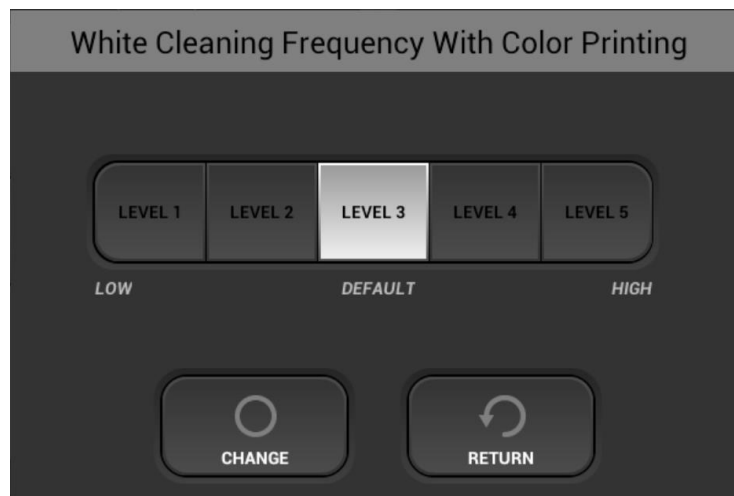 White Cleaning Frequency With Color Printing
LEVEL 1 LEVEL 2 LEVEL 3 LEVEL 4 LEVEL 5
LOW DEFAULT HIGH
CHANGE RETURN